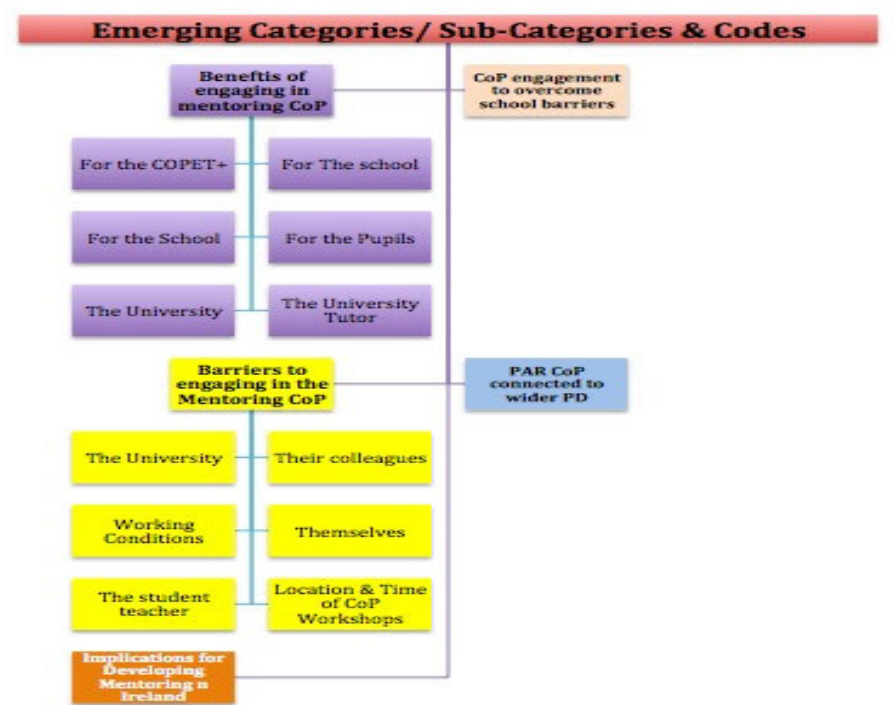 Emerging Categories/ Sub-Categories & Codes
Beneftis of
engaging in
mentoring CoP
CoP engagement
to overcome
school barriers
For the COPET+
For The school
For the School
For the Pupils
The University
The University
Tutor
Barriers to
engaging in the
Mentoring CoP
PAR CoP
connected to
wider PD
The University
Their colleagues
Working
Conditions
Themselves
The student
teacher
Location & Time
of CoP
Workshops
Implications for
Developing
Mentoring n
Ireland